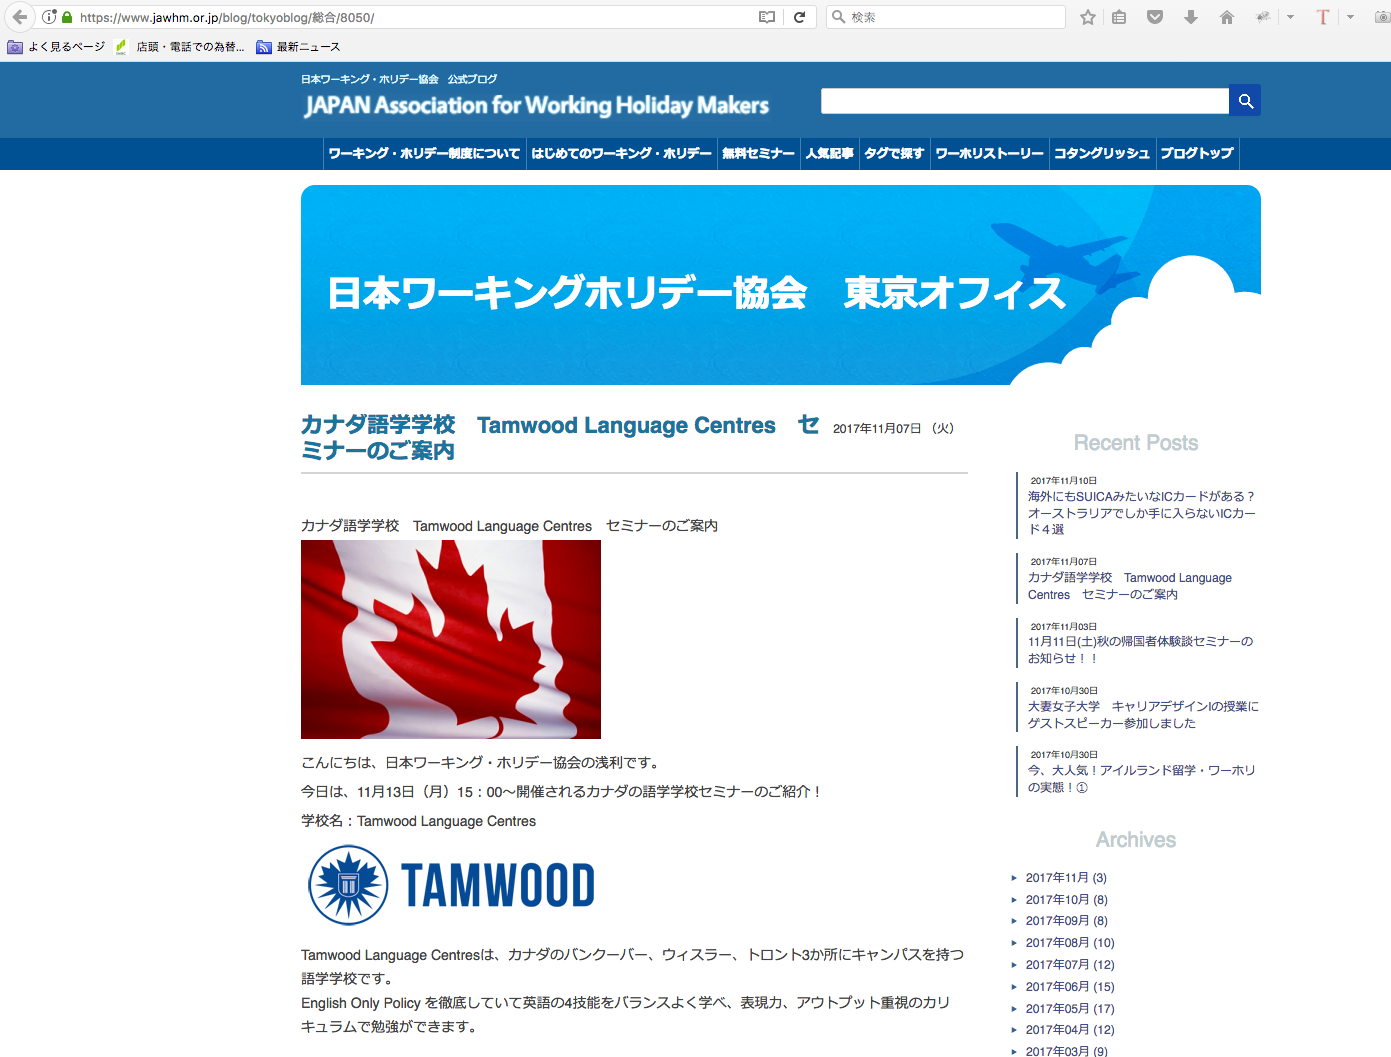 https://www.jawhm.or.jp/blog/tokyoblog/総合/8050/
検索
よく見るページ
店頭・電話での為替...
最新ニュース
日本ワーキング・ホリデー協会　公式ブログ
JAPAN Association for Working Holiday Makers
ワーキング・ホリデー制度について
はじめてのワーキング・ホリデー
無料セミナー
人気記事
タグで探す
ワーホリストーリー
コタングリッシュ
ブログトップ
日本ワーキングホリデー協会　東京オフィス
カナダ語学学校　Tamwood Language Centres　セ
ミナーのご案内
2017年11月07日 （火）
カナダ語学学校　Tamwood Language Centres　セミナーのご案内
こんにちは、日本ワーキング・ホリデー協会の浅利です。
今日は、11月13日（月）15：00〜開催されるカナダの語学学校セミナーのご紹介！
学校名：Tamwood Language Centres
TAMWOOD
Tamwood Language Centresは、カナダのバンクーバー、ウィスラー、トロント3か所にキャンパスを持つ
語学学校です。
English Only Policy を徹底していて英語の4技能をバランスよく学べ、表現力、アウトプット重視のカリ
キュラムで勉強ができます。
Recent Posts
2017年11月10日
海外にもSUICAみたいなICカードがある？
オーストラリアでしか手に入らないICカー
ド４選
2017年11月07日
カナダ語学学校　Tamwood Language
Centres　セミナーのご案内
2017年11月03日
11月11日(土)秋の帰国者体験談セミナーの
お知らせ！！
2017年10月30日
大妻女子大学　キャリアデザインIの授業に
ゲストスピーカー参加しました
2017年10月30日
今、大人気！アイルランド留学・ワーホリ
の実態！①
Archives
2017年11月 (3)
2017年10月 (8)
2017年09月 (8)
2017年08月 (10)
2017年07月 (12)
2017年06月 (15)
2017年05月 (17)
2017年04月 (12)
2017年03月 (9)